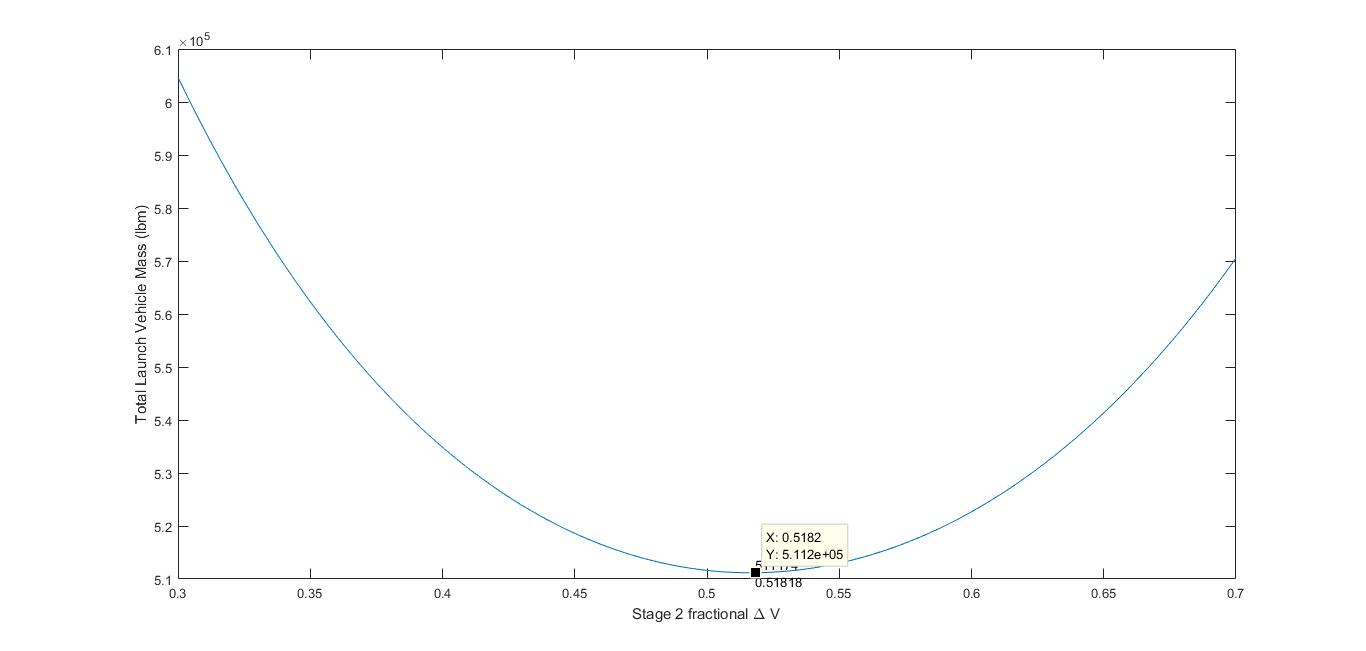 ×10⁵
6.1
6
5.9
5.8
5.7
5.6
5.5
5.4
5.3
5.2
5.1
Total Launch Vehicle Mass (lbm)
X: 0.5182
Y: 5.112e+05
0.51818
0.3 0.35 0.4 0.45 0.5 0.55 0.6 0.65 0.7
Stage 2 fractional Δ V